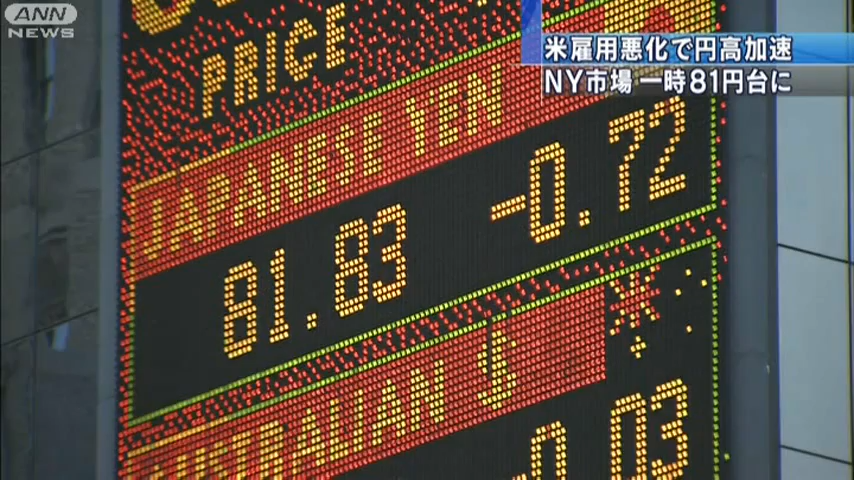 ANN
NEWS
米雇用悪化で円高加速
NY市場 一時81円台に
PRICE
JAPANESE YEN
81.83 -0.72
AUSTRALIAN $
-0.03